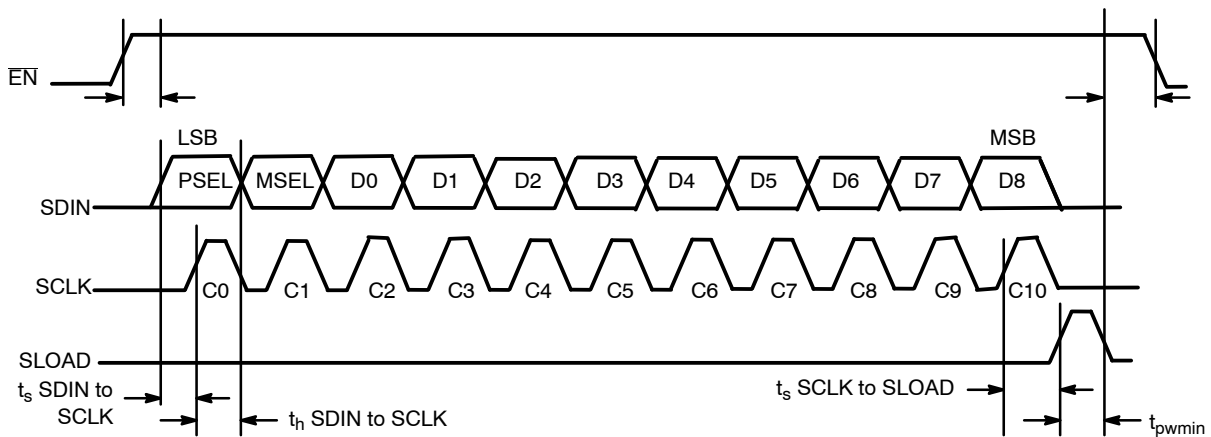 EN
LSB
MSB
PSEL MSEL D0 D1 D2 D3 D4 D5 D6 D7 D8
SDIN
SCLK
C0 C1 C2 C3 C4 C5 C6 C7 C8 C9 C10
SLOAD
ts SDIN to
SCLK
th SDIN to SCLK
ts SCLK to SLOAD
tpwmin